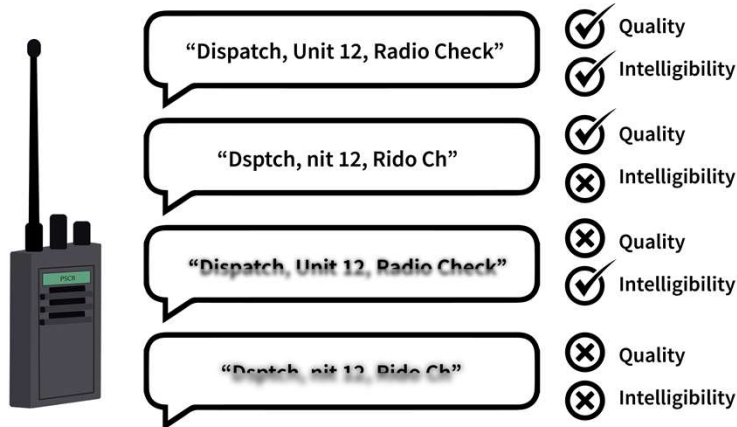 “Dispatch, Unit 12, Radio Check”
Quality
Intelligibility
“Dsptch, nit 12, Rido Ch”
Quality
Intelligibility
“Dispatch, Unit 12, Radio Check”
Quality
Intelligibility
“Dsptch, nit 12, Rido Ch”
Quality
Intelligibility
PSCR